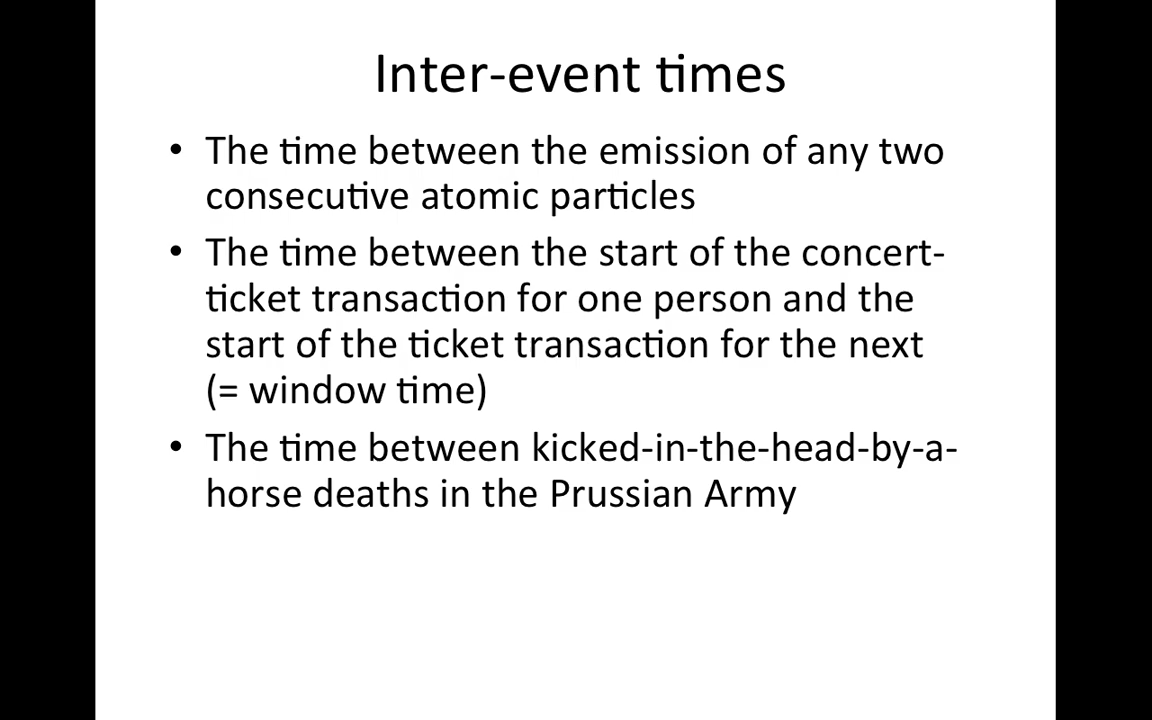 Inter-event times
• The time between the emission of any two
consecutive atomic particles
• The time between the start of the concert-
ticket transaction for one person and the
start of the ticket transaction for the next
(= window time)
• The time between kicked-in-the-head-by-a-
horse deaths in the Prussian Army